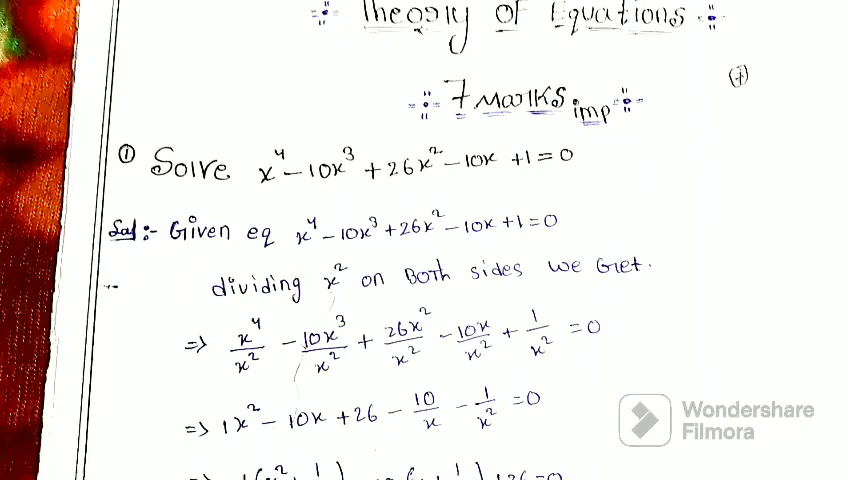 Theory of Equations
7 Marks imp
(7)
① Solve x⁴ - 10x³ + 26x² - 10x + 1 = 0
Sol :- Given eq x⁴ - 10x³ + 26x² - 10x + 1 = 0
dividing x² on Both sides we Get.
=> x⁴/x² - 10x³/x² + 26x²/x² - 10x/x² + 1/x² = 0
=> 1x² - 10x + 26 - 10/x - 1/x² = 0
Wondershare
Filmora